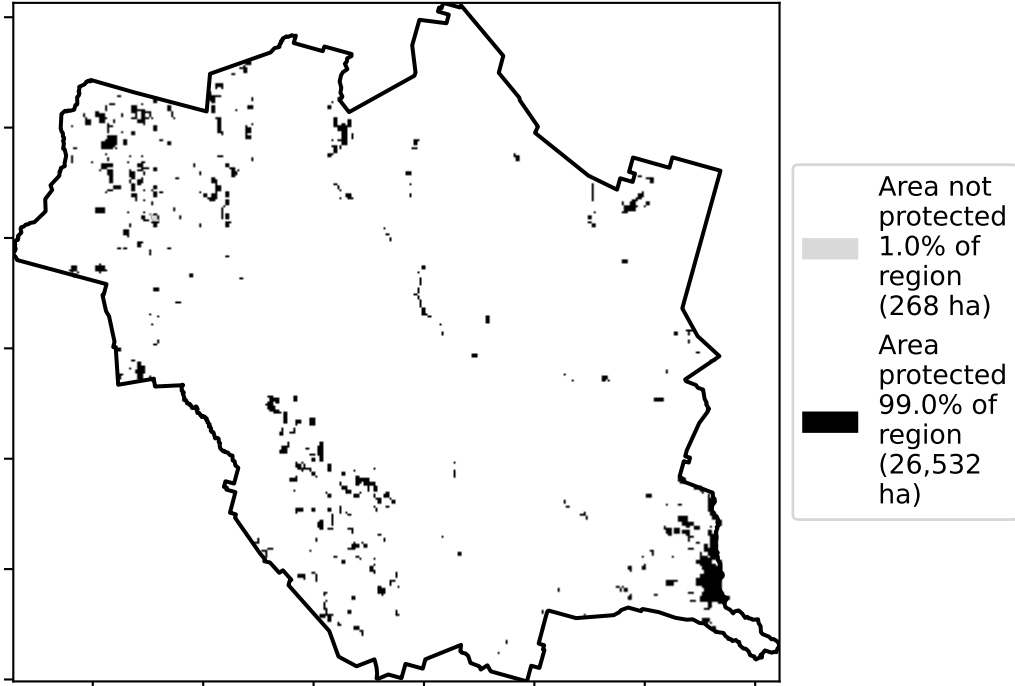 Area not
protected
1.0% of
region
(268 ha)
Area
protected
99.0% of
region
(26,532
ha)